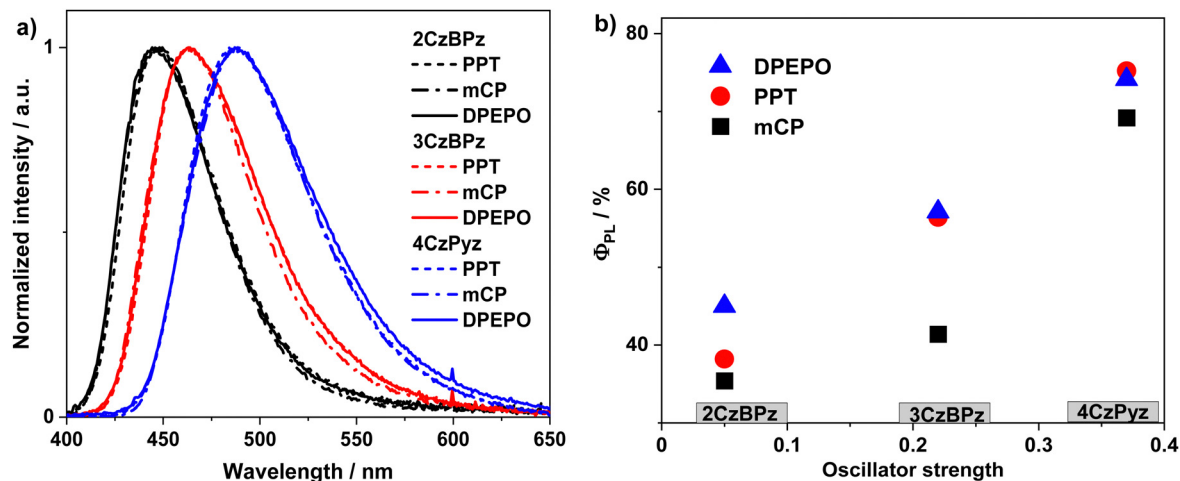 a)
Normalized intensity / a.u.
1
0
2CzBPz
PPT
mCP
DPEPO
3CzBPz
PPT
mCP
DPEPO
4CzPyz
PPT
mCP
DPEPO
400 450 500 550 600 650
Wavelength / nm
b)
ΦPL / %
80
60
40
DPEPO
PPT
mCP
2CzBPz 3CzBPz 4CzPyz
0.0 0.1 0.2 0.3 0.4
Oscillator strength